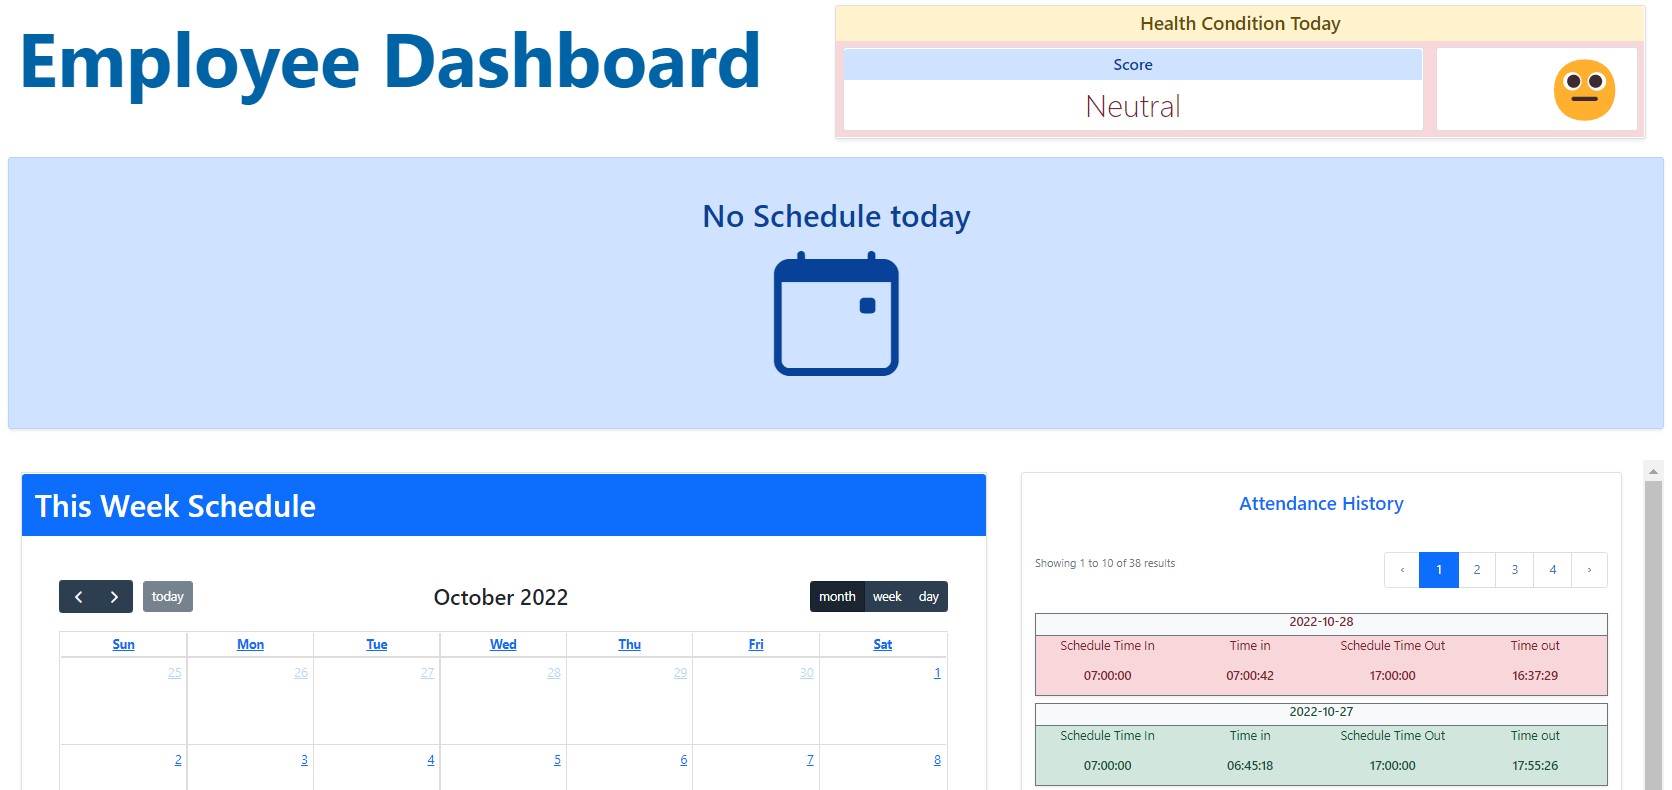 Employee Dashboard
Health Condition Today
Score
Neutral
No Schedule today
This Week Schedule
today
October 2022
month week day
Sun Mon Tue Wed Thu Fri Sat
25 26 27 28 29 30 1
2 3 4 5 6 7 8
Attendance History
Showing 1 to 10 of 38 results
‹ 1 2 3 4 ›
2022-10-28
Schedule Time In Time in Schedule Time Out Time out
07:00:00 07:00:42 17:00:00 16:37:29
2022-10-27
Schedule Time In Time in Schedule Time Out Time out
07:00:00 06:45:18 17:00:00 17:55:26